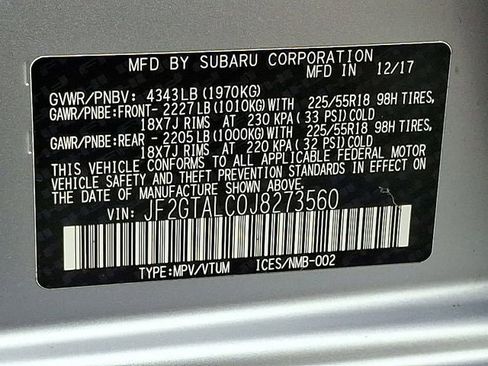 MFD BY SUBARU CORPORATION
MFD IN 12/17
GVWR/PNBV: 4343LB (1970KG)
GAWR/PNBE:FRONT- 2227LB (1010KG)WITH 225/55R18 98H TIRES,
18X7J RIMS AT 230 KPA ( 33 PSI)COLD
GAWR/PNBE:REAR - 2205LB (1000KG)WITH 225/55R18 98H TIRES,
18X7J RIMS AT 220 KPA ( 32 PSI)COLD
THIS VEHICLE CONFORMS TO ALL APPLICABLE FEDERAL MOTOR
VEHICLE SAFETY AND THEFT PREVENTION STANDARDS IN EFFECT ON
THE DATE OF MANUFACTURE SHOWN ABOVE.
VIN: JF2GTALC0J8273560
TYPE:MPV/VTUM ICES/NMB-002